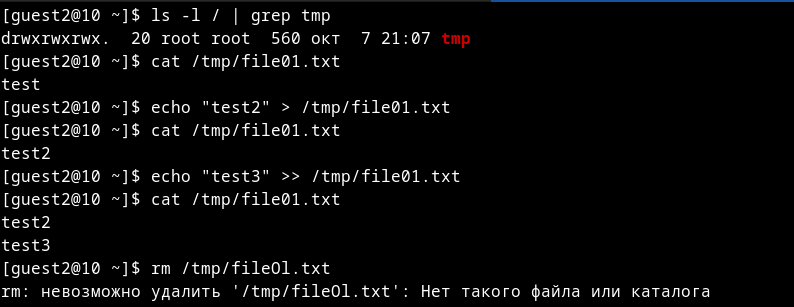 [guest2@10 ~]$ ls -l / | grep tmp
drwxrwxrwx.  20 root root  560 окт  7 21:07 tmp
[guest2@10 ~]$ cat /tmp/file01.txt
test
[guest2@10 ~]$ echo "test2" > /tmp/file01.txt
[guest2@10 ~]$ cat /tmp/file01.txt
test2
[guest2@10 ~]$ echo "test3" >> /tmp/file01.txt
[guest2@10 ~]$ cat /tmp/file01.txt
test2
test3
[guest2@10 ~]$ rm /tmp/fileOl.txt
rm: невозможно удалить '/tmp/fileOl.txt': Нет такого файла или каталога